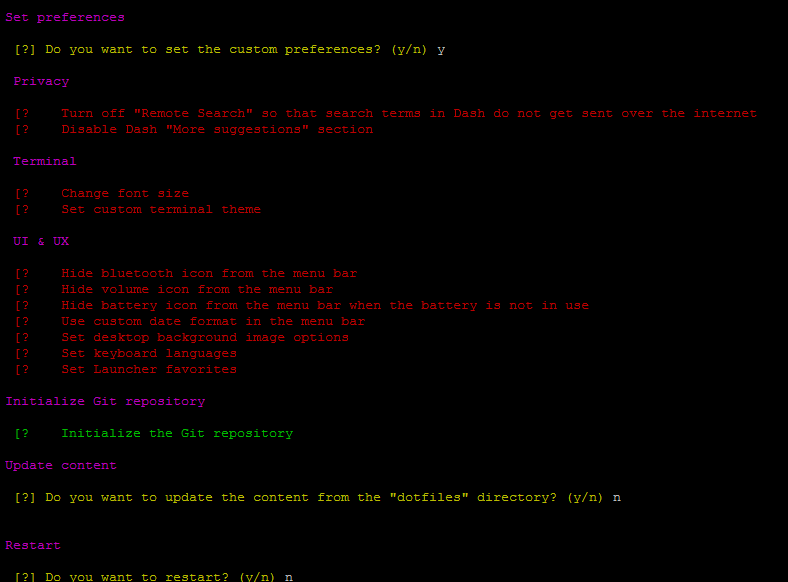 Set preferences
[?] Do you want to set the custom preferences? (y/n) y
Privacy
[? Turn off "Remote Search" so that search terms in Dash do not get sent over the internet
[? Disable Dash "More suggestions" section
Terminal
[? Change font size
[? Set custom terminal theme
UI & UX
[? Hide bluetooth icon from the menu bar
[? Hide volume icon from the menu bar
[? Hide battery icon from the menu bar when the battery is not in use
[? Use custom date format in the menu bar
[? Set desktop background image options
[? Set keyboard languages
[? Set Launcher favorites
Initialize Git repository
[? Initialize the Git repository
Update content
[?] Do you want to update the content from the "dotfiles" directory? (y/n) n
Restart
[?] Do you want to restart? (y/n) n